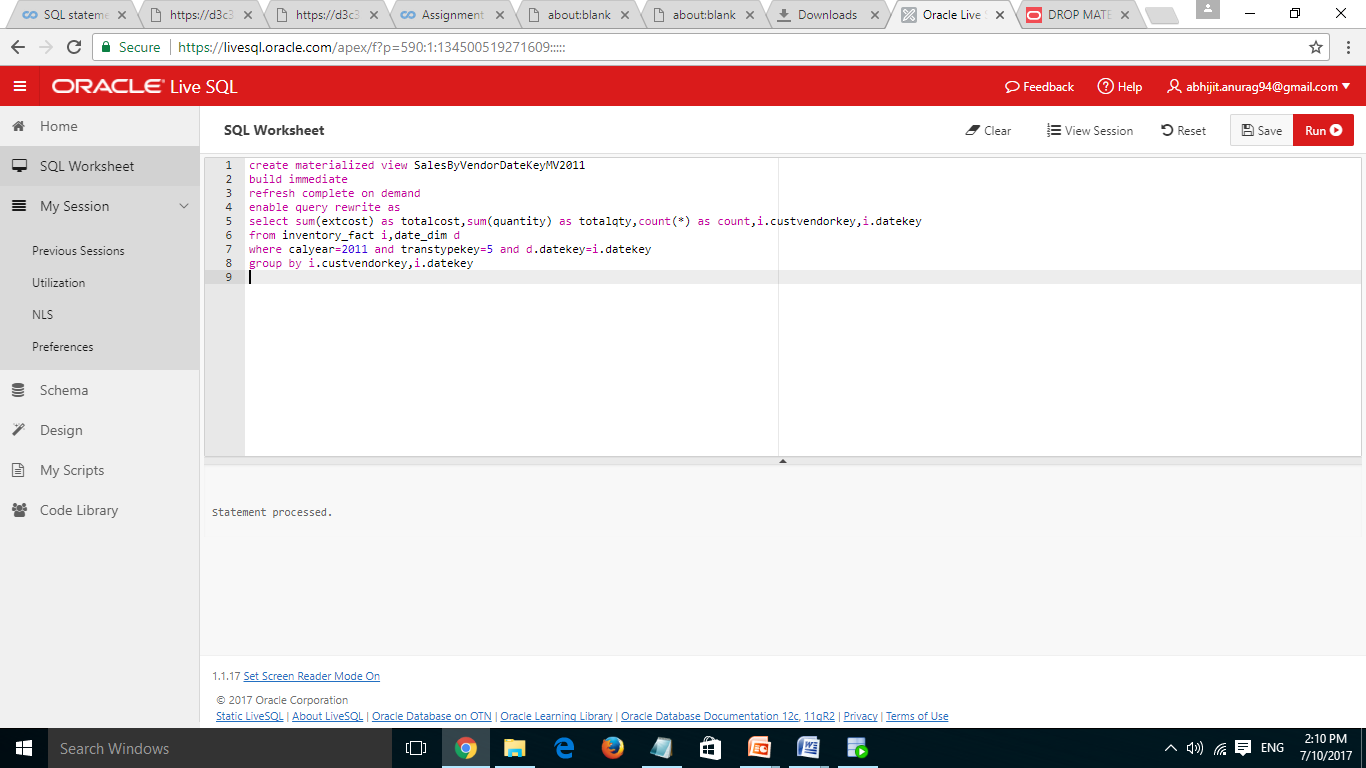 SQL stateme
https://d3c3
https://d3c3
Assignment
about:blank
about:blank
Downloads
Oracle Live
DROP MATE
Secure https://livesql.oracle.com/apex/f?p=590:1:134500519271609:::::
ORACLE Live SQL
Feedback
Help
abhijit.anurag94@gmail.com
Home
SQL Worksheet
My Session
Previous Sessions
Utilization
NLS
Preferences
Schema
Design
My Scripts
Code Library
SQL Worksheet
Clear
View Session
Reset
Save
Run
1 create materialized view SalesByVendorDateKeyMV2011
2 build immediate
3 refresh complete on demand
4 enable query rewrite as
5 select sum(extcost) as totalcost,sum(quantity) as totalqty,count(*) as count,i.custvendorkey,i.datekey
6 from inventory_fact i,date_dim d
7 where calyear=2011 and transtypekey=5 and d.datekey=i.datekey
8 group by i.custvendorkey,i.datekey
9
Statement processed.
1.1.17 Set Screen Reader Mode On
© 2017 Oracle Corporation
Static LiveSQL | About LiveSQL | Oracle Database on OTN | Oracle Learning Library | Oracle Database Documentation 12c, 11gR2 | Privacy | Terms of Use
Search Windows
ENG
2:10 PM
7/10/2017